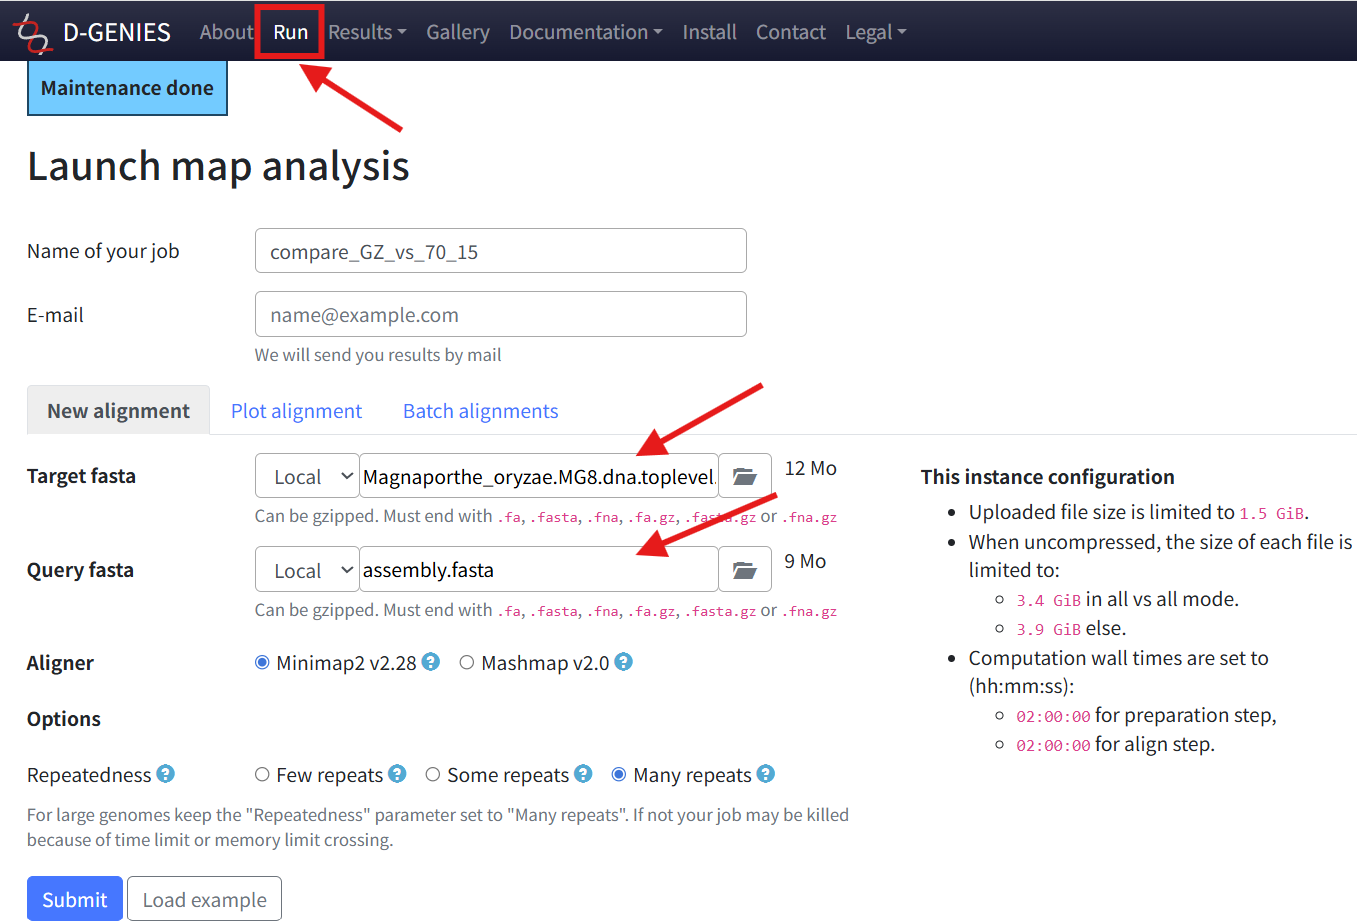 D-GENIES About Run Results Gallery Documentation Install Contact Legal
Maintenance done
Launch map analysis
Name of your job compare_GZ_vs_70_15
E-mail name@example.com
We will send you results by mail
New alignment Plot alignment Batch alignments
Target fasta Local Magnaporthe_oryzae.MG8.dna.toplevel. 12 Mo
Can be gzipped. Must end with .fa, .fasta, .fna, .fa.gz, .fasta.gz or .fna.gz
Query fasta Local assembly.fasta 9 Mo
Can be gzipped. Must end with .fa, .fasta, .fna, .fa.gz, .fasta.gz or .fna.gz
Aligner Minimap2 v2.28 ? Mashmap v2.0 ?
Options
Repeatedness ? Few repeats ? Some repeats ? Many repeats ?
For large genomes keep the "Repeatedness" parameter set to "Many repeats". If not your job may be killed
because of time limit or memory limit crossing.
Submit Load example
This instance configuration
• Uploaded file size is limited to 1.5 GiB.
• When uncompressed, the size of each file is
limited to:
◦ 3.4 GiB in all vs all mode.
◦ 3.9 GiB else.
• Computation wall times are set to
(hh:mm:ss):
◦ 02:00:00 for preparation step,
◦ 02:00:00 for align step.